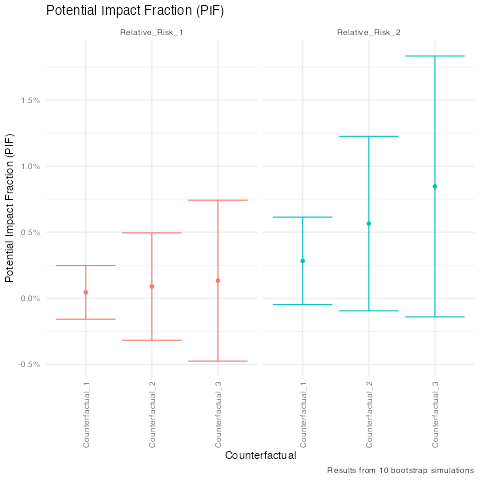 Potential Impact Fraction (PIF)
Relative_Risk_1
Relative_Risk_2
Potential Impact Fraction (PIF)
1.5%
1.0%
0.5%
0.0%
-0.5%
Counterfactual_1
Counterfactual_2
Counterfactual_3
Counterfactual_1
Counterfactual_2
Counterfactual_3
Counterfactual
Results from 10 bootstrap simulations